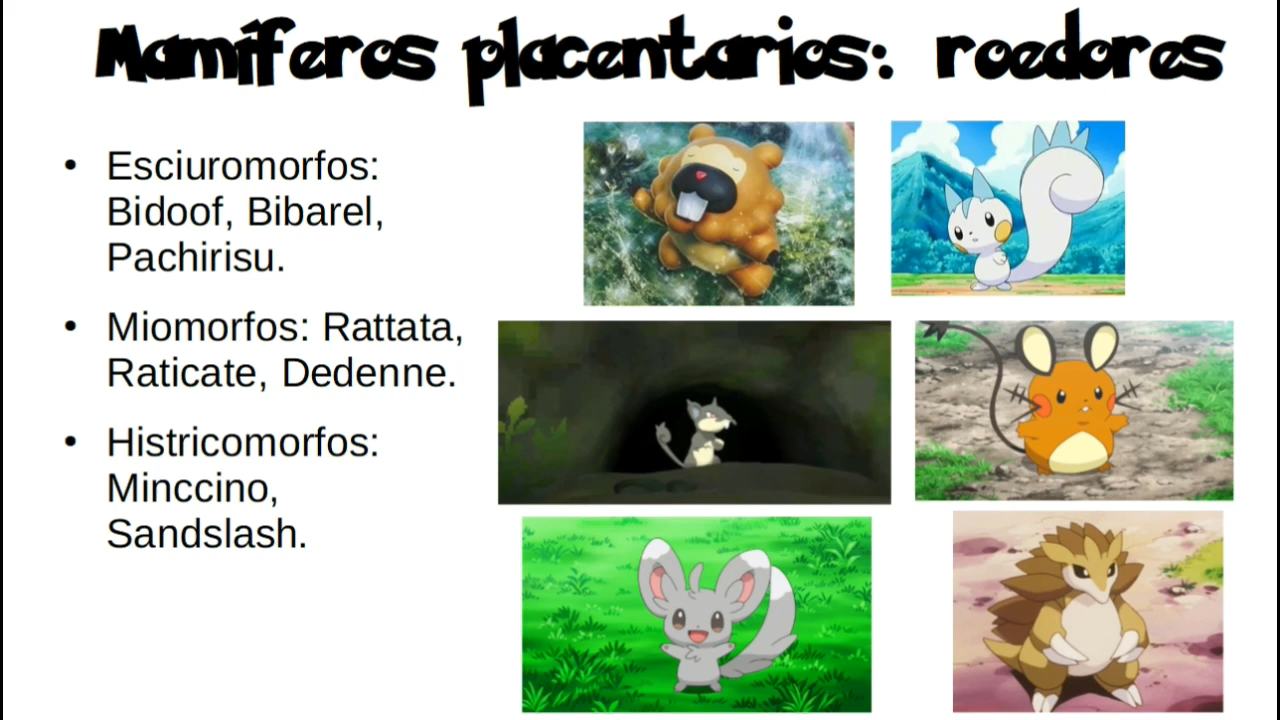 Mamíferos placentarios: roedores
• Esciuromorfos:
Bidoof, Bibarel,
Pachirisu.
• Miomorfos: Rattata,
Raticate, Dedenne.
• Histricomorfos:
Minccino,
Sandslash.